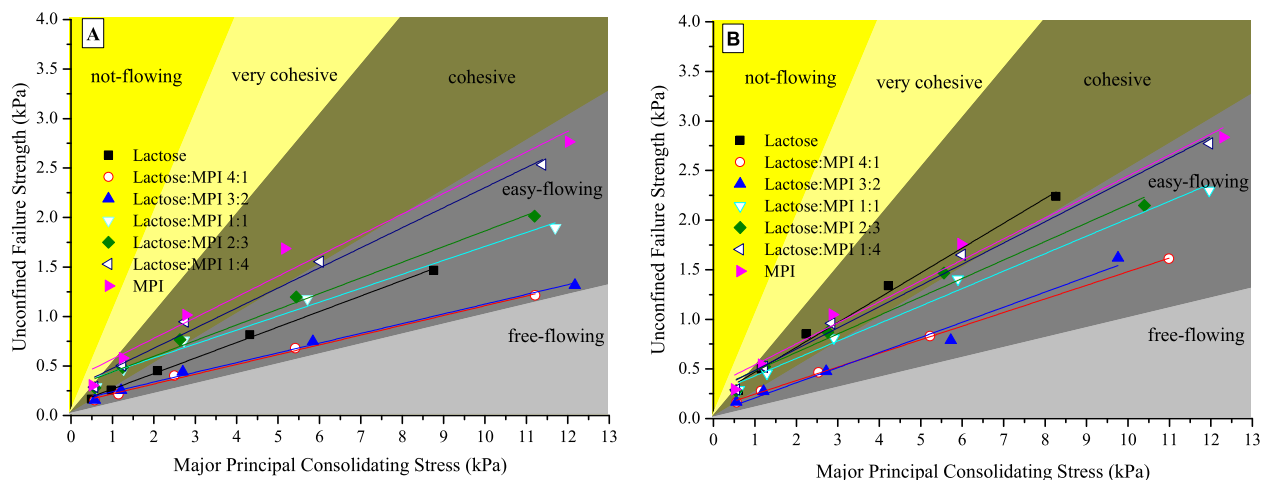 A
not-flowing
very cohesive
cohesive
easy-flowing
free-flowing
Lactose
Lactose:MPI 4:1
Lactose:MPI 3:2
Lactose:MPI 1:1
Lactose:MPI 2:3
Lactose:MPI 1:4
MPI
Unconfined Failure Strength (kPa)
4.0
3.5
3.0
2.5
2.0
1.5
1.0
0.5
0.0
0 1 2 3 4 5 6 7 8 9 10 11 12 13
Major Principal Consolidating Stress (kPa)
B
not-flowing
very cohesive
cohesive
easy-flowing
free-flowing
Lactose
Lactose:MPI 4:1
Lactose:MPI 3:2
Lactose:MPI 1:1
Lactose:MPI 2:3
Lactose:MPI 1:4
MPI
Unconfined Failure Strength (kPa)
4.0
3.5
3.0
2.5
2.0
1.5
1.0
0.5
0.0
0 1 2 3 4 5 6 7 8 9 10 11 12 13
Major Principal Consolidating Stress (kPa)